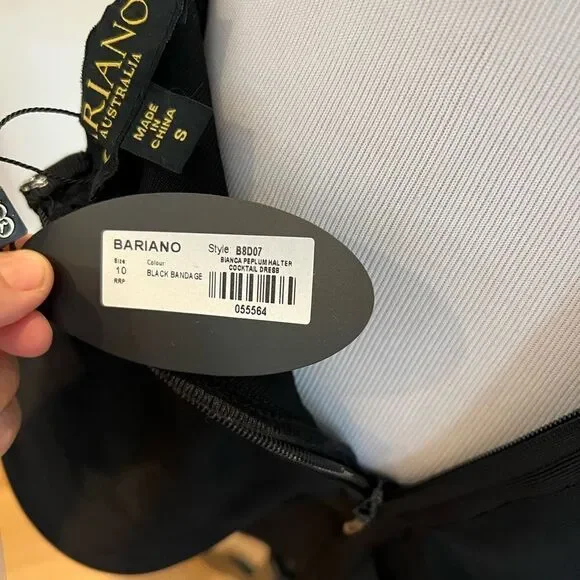 BARIANO
AUSTRALIA
MADE
IN
CHINA
S
BARIANO Style B8D07
Size Colour BIANCA PEPLUM HALTER
10 BLACK BANDAGE COCKTAIL DRESS
RRP
055564